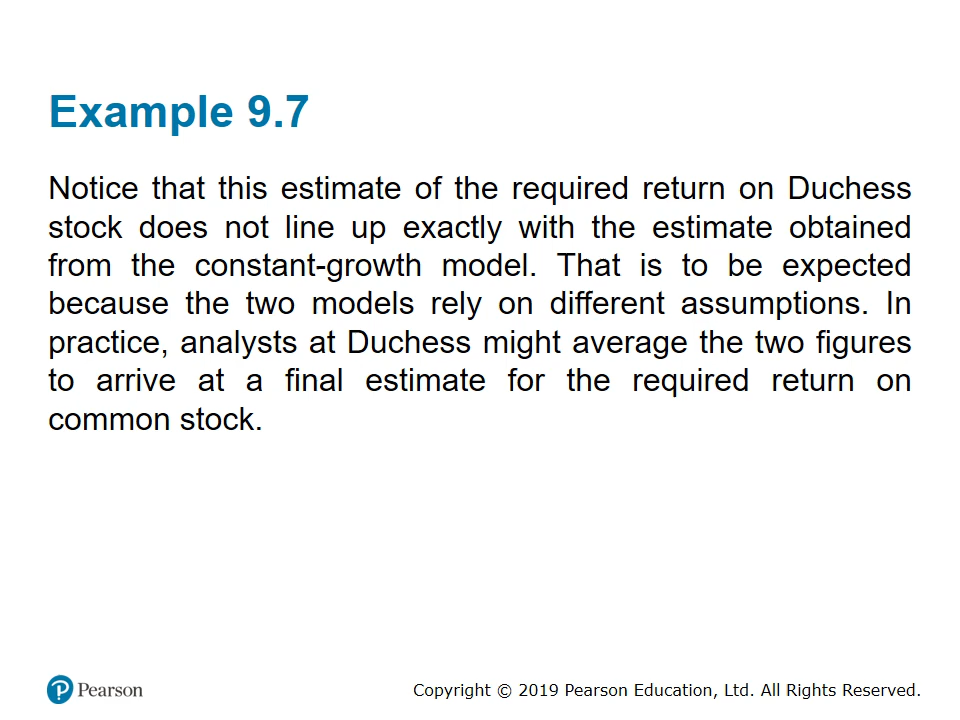 Example 9.7
Notice that this estimate of the required return on Duchess
stock does not line up exactly with the estimate obtained
from the constant-growth model. That is to be expected
because the two models rely on different assumptions. In
practice, analysts at Duchess might average the two figures
to arrive at a final estimate for the required return on
common stock.
Pearson
Copyright © 2019 Pearson Education, Ltd. All Rights Reserved.